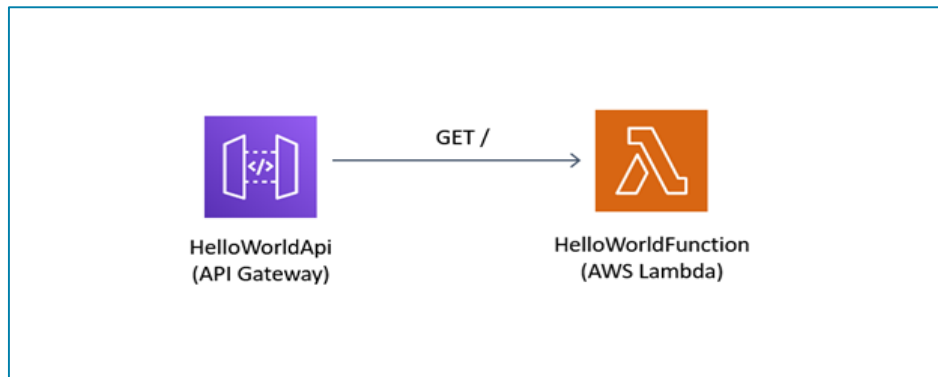 GET /
</>
HelloWorldApi
(API Gateway)
HelloWorldFunction
(AWS Lambda)